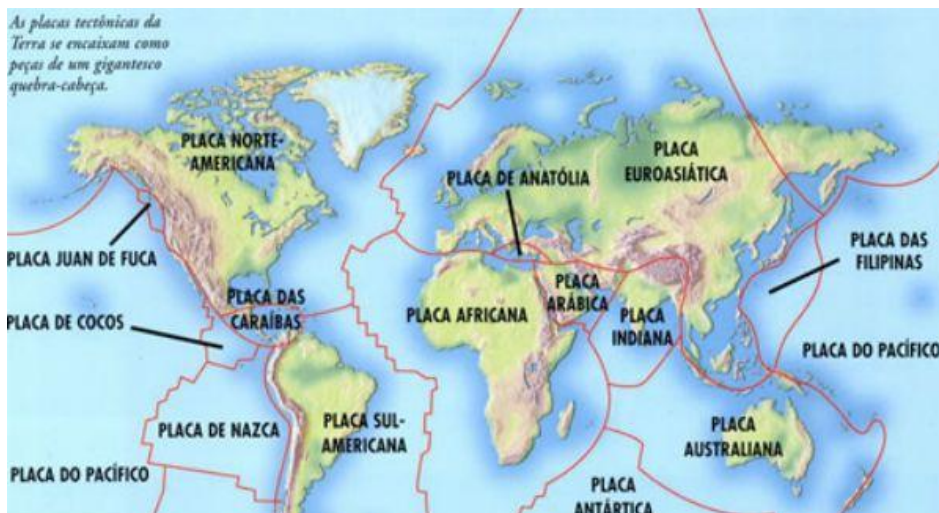 As placas tectônicas da
Terra se encaixam como
peças de um gigantesco
quebra-cabeça.
PLACA NORTE-
AMERICANA
PLACA DE ANATÓLIA
PLACA
EUROASIÁTICA
PLACA JUAN DE FUCA
PLACA DAS
FILIPINAS
PLACA DAS
CARAÍBAS
PLACA
ARÁBICA
PLACA DE COCOS
PLACA AFRICANA
PLACA
INDIANA
PLACA DO PACÍFICO
PLACA DE NAZCA
PLACA SUL-
AMERICANA
PLACA
AUSTRALIANA
PLACA DO PACÍFICO
PLACA
ANTÁRTICA